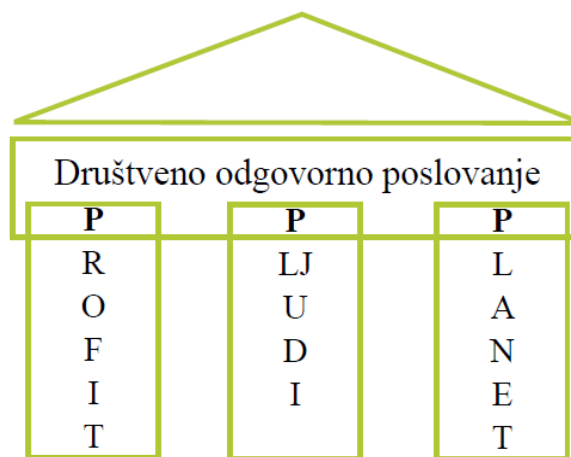 Društveno odgovorno poslovanje
P P P
R LJ L
O U A
F D N
I I E
T T